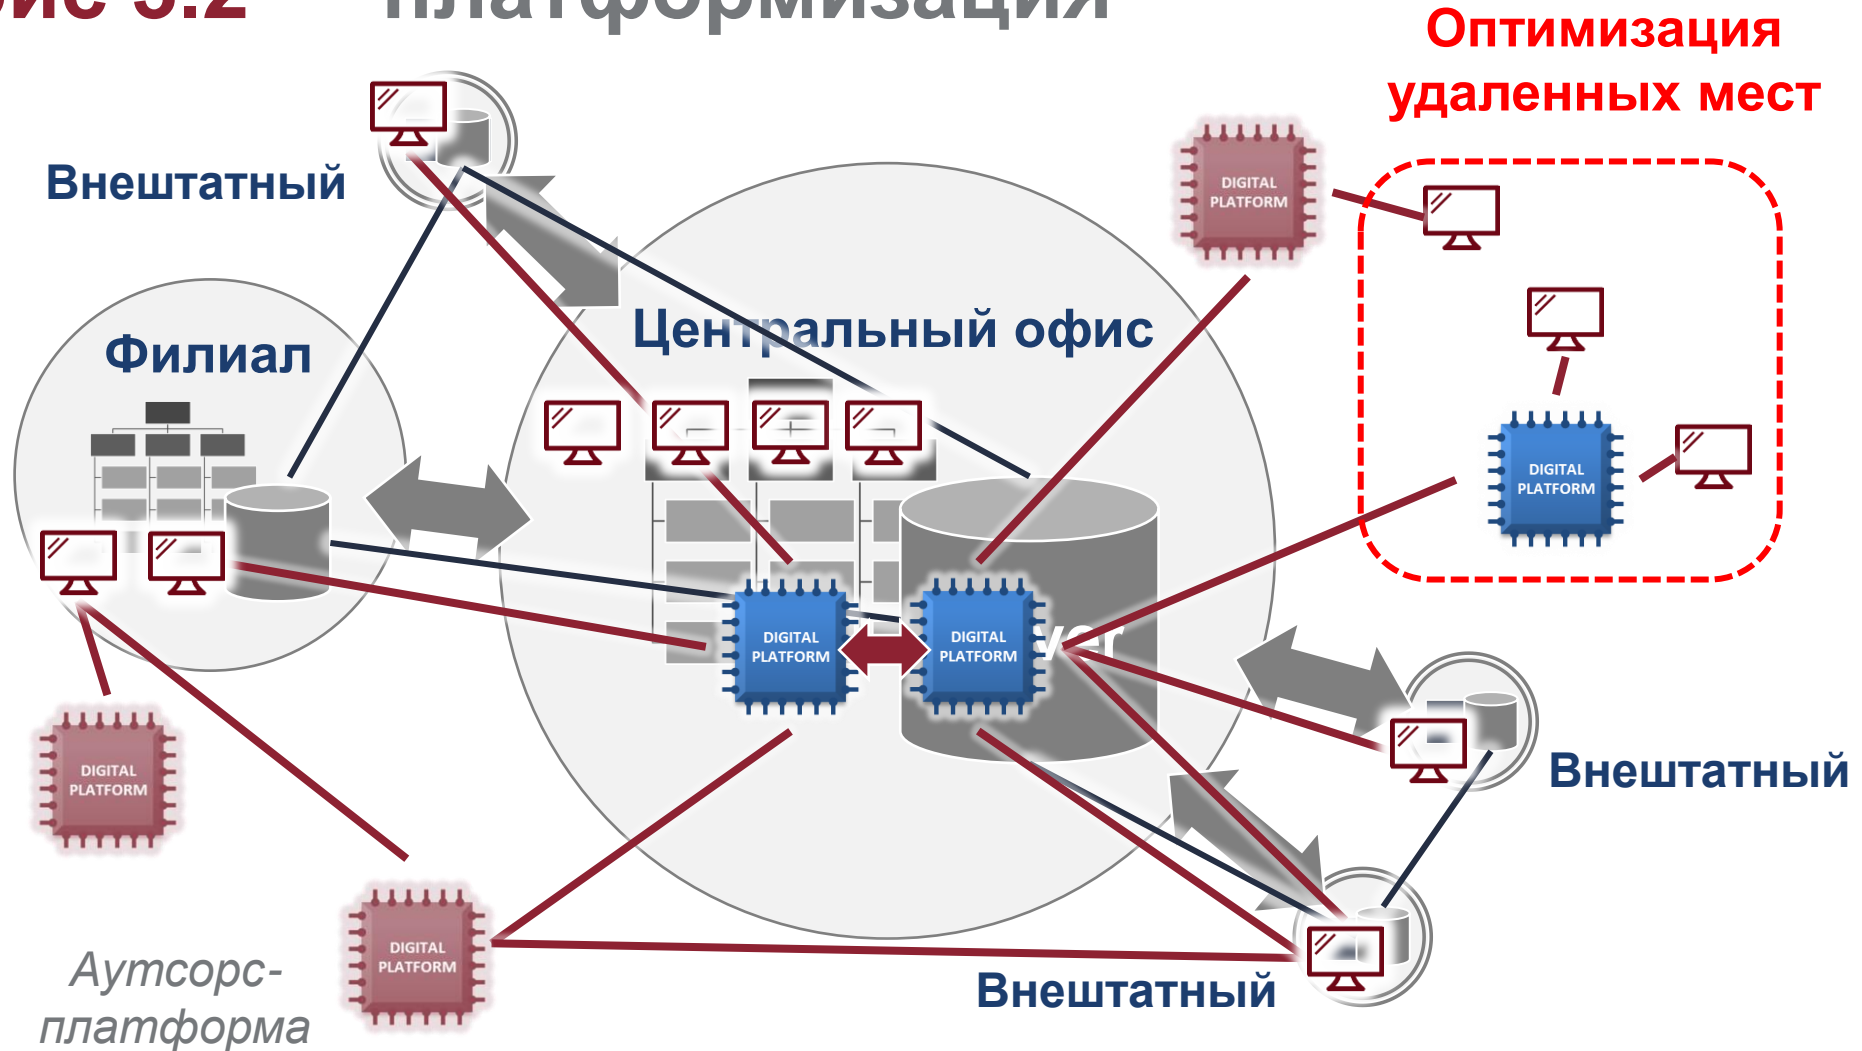 платформизация
Оптимизация
удаленных мест
Внештатный
DIGITAL
PLATFORM
Центральный офис
Филиал
DIGITAL
PLATFORM
DIGITAL
PLATFORM
DIGITAL
PLATFORM
DIGITAL
PLATFORM
Внештатный
DIGITAL
PLATFORM
Аутсорс-
платформа
Внештатный